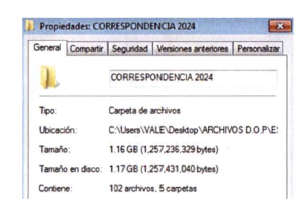 Propiedades: CORRESPONDENCIA 2024
General Compartir Seguridad Versiones anteriores Personalizar
CORRESPONDENCIA 2024
Tipo: Carpeta de archivos
Ubicación: C:\Users\VALE\Desktop\ARCHIVOS D.O.P\E:
Tamaño: 1.16 GB (1,257,236,329 bytes)
Tamaño en disco: 1.17 GB (1,257,431,040 bytes)
Contiene: 102 archivos, 5 carpetas